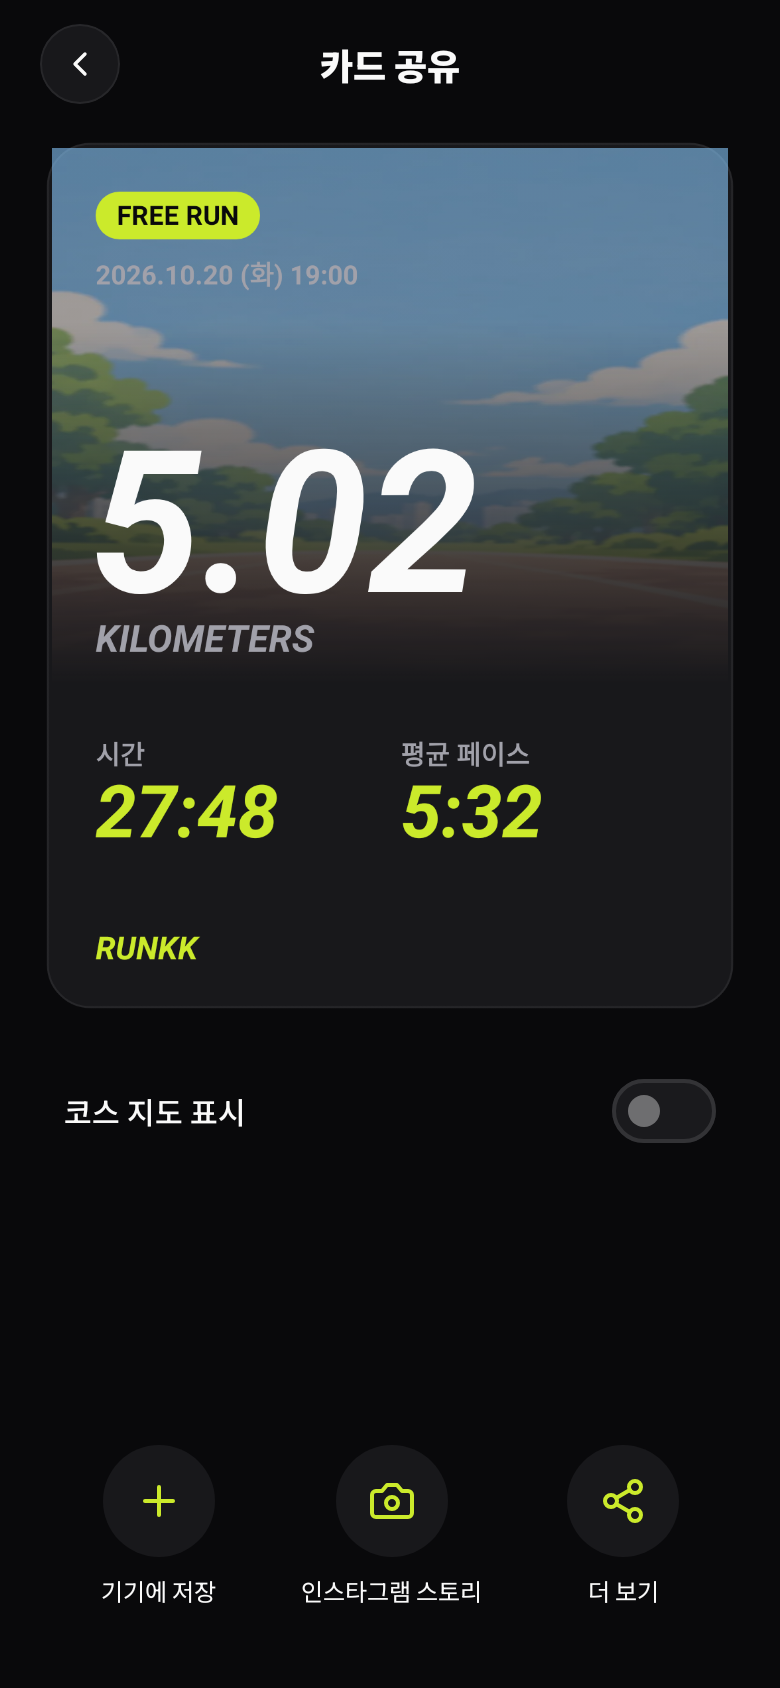 카드 공유
FREE RUN
2026.10.20 (화) 19:00
5.02
KILOMETERS
시간 평균 페이스
27:48 5:32
RUNKK
코스 지도 표시
기기에 저장 인스타그램 스토리 더 보기